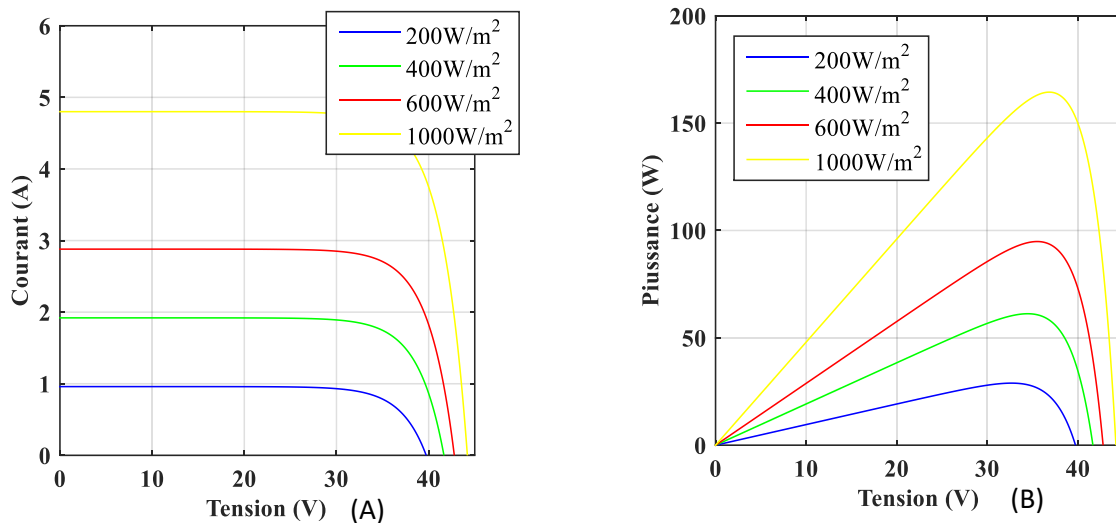 6
5
4
3
2
1
0
Courant (A)
0 10 20 30 40
Tension (V) (A)
200W/m²
400W/m²
600W/m²
1000W/m²
200
150
100
50
0
Piussance (W)
0 10 20 30 40
Tension (V) (B)
200W/m²
400W/m²
600W/m²
1000W/m²